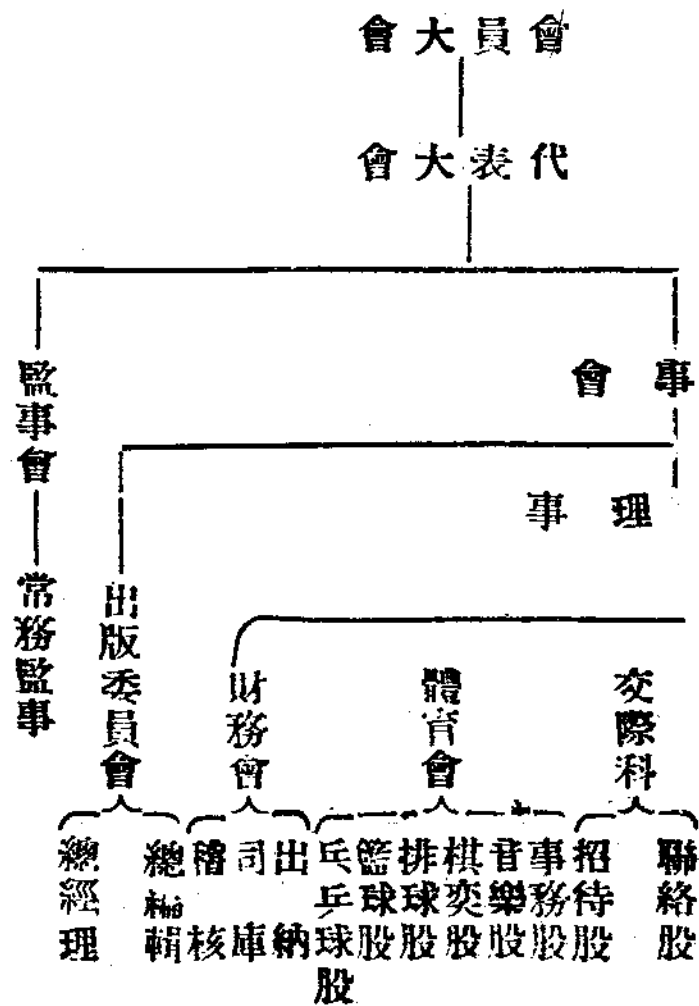 會員大會
代表大會
事會
理事
監事會
常務監事
交際科
聯絡股
招待股
體育會
事務股
音樂股
棋奕股
排球股
籃球股
乒乓球股
財務會
出納
司庫
稽核
出版委員會
總編輯
總經理